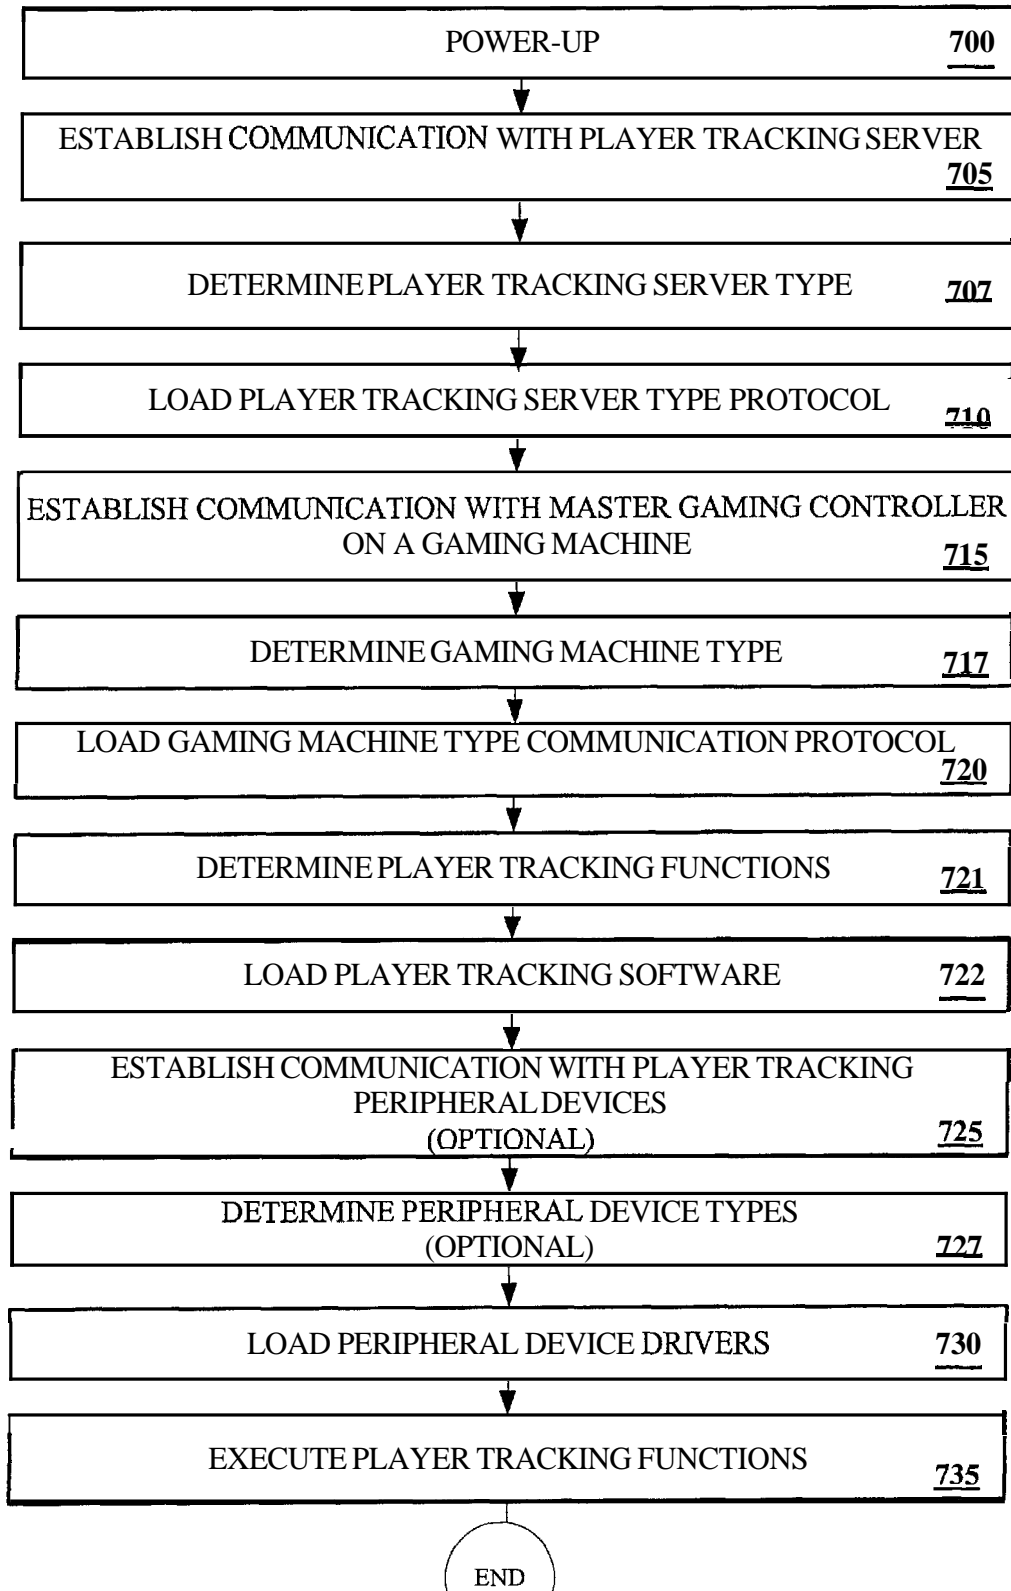 POWER-UP 700
ESTABLISH COMMUNICATION WITH PLAYER TRACKING SERVER
705
DETERMINE PLAYER TRACKING SERVER TYPE 707
LOAD PLAYER TRACKING SERVER TYPE PROTOCOL 710
ESTABLISH COMMUNICATION WITH MASTER GAMING CONTROLLER
ON A GAMING MACHINE 715
DETERMINE GAMING MACHINE TYPE 717
LOAD GAMING MACHINE TYPE COMMUNICATION PROTOCOL
720
DETERMINE PLAYER TRACKING FUNCTIONS 721
LOAD PLAYER TRACKING SOFTWARE 722
ESTABLISH COMMUNICATION WITH PLAYER TRACKING
PERIPHERAL DEVICES
(OPTIONAL) 725
DETERMINE PERIPHERAL DEVICE TYPES
(OPTIONAL) 727
LOAD PERIPHERAL DEVICE DRIVERS 730
EXECUTE PLAYER TRACKING FUNCTIONS 735
END